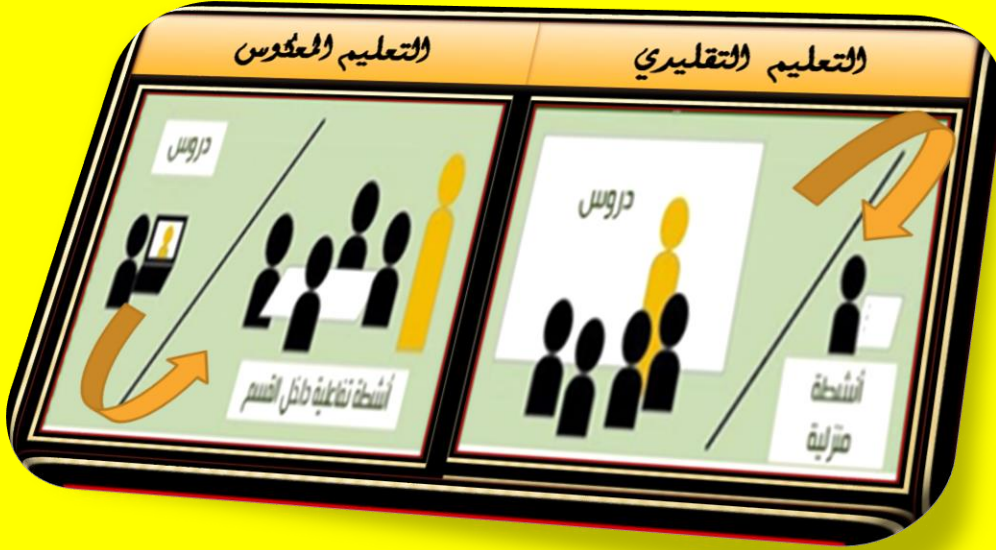 التعليم التقليدي
التعليم المعكوس
دروس
أنشطة
منزلية
دروس
أنشطة تفاعلية داخل القسم